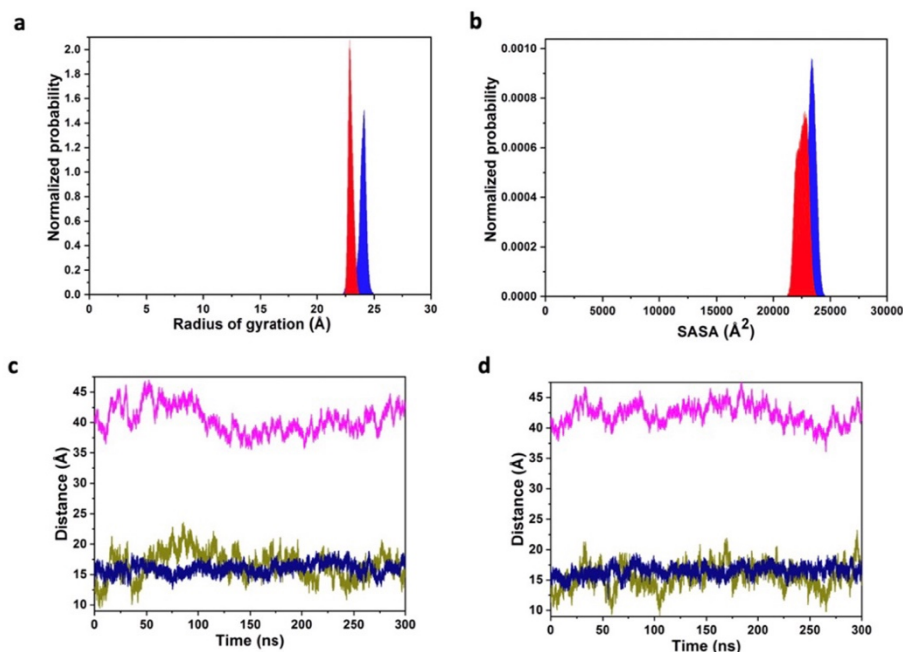 a
Normalized probability
2.0
1.8
1.6
1.4
1.2
1.0
0.8
0.6
0.4
0.2
0.0
0 5 10 15 20 25 30
Radius of gyration (Å)
b
Normalized probability
0.0010
0.0008
0.0006
0.0004
0.0002
0.0000
0 5000 10000 15000 20000 25000 30000
SASA (Å²)
c
Distance (Å)
45
40
35
30
25
20
15
10
0 50 100 150 200 250 300
Time (ns)
d
Distance (Å)
45
40
35
30
25
20
15
10
0 50 100 150 200 250 300
Time (ns)